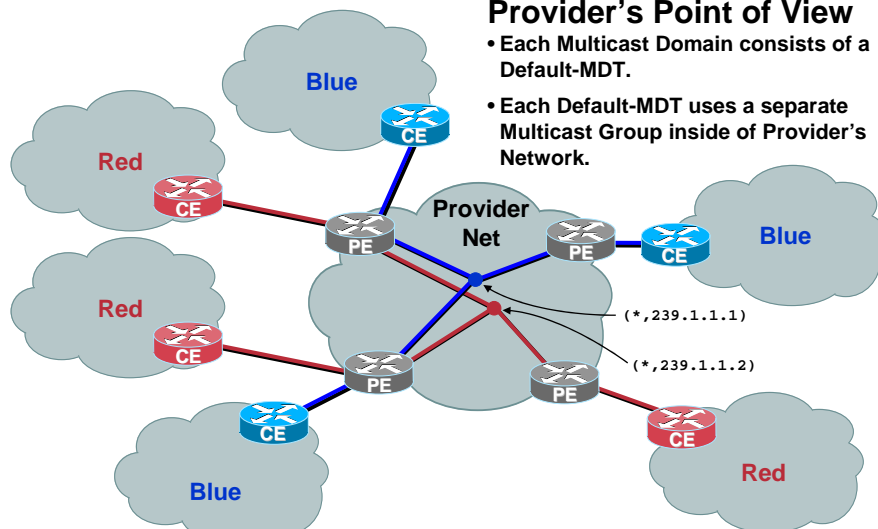 Provider's Point of View
• Each Multicast Domain consists of a
Default-MDT.
• Each Default-MDT uses a separate
Multicast Group inside of Provider's
Network.
Blue
CE
Red
CE
Provider
Net
PE
PE
CE
Blue
Red
CE
(*,239.1.1.1)
(*,239.1.1.2)
PE
PE
CE
Blue
CE
Red